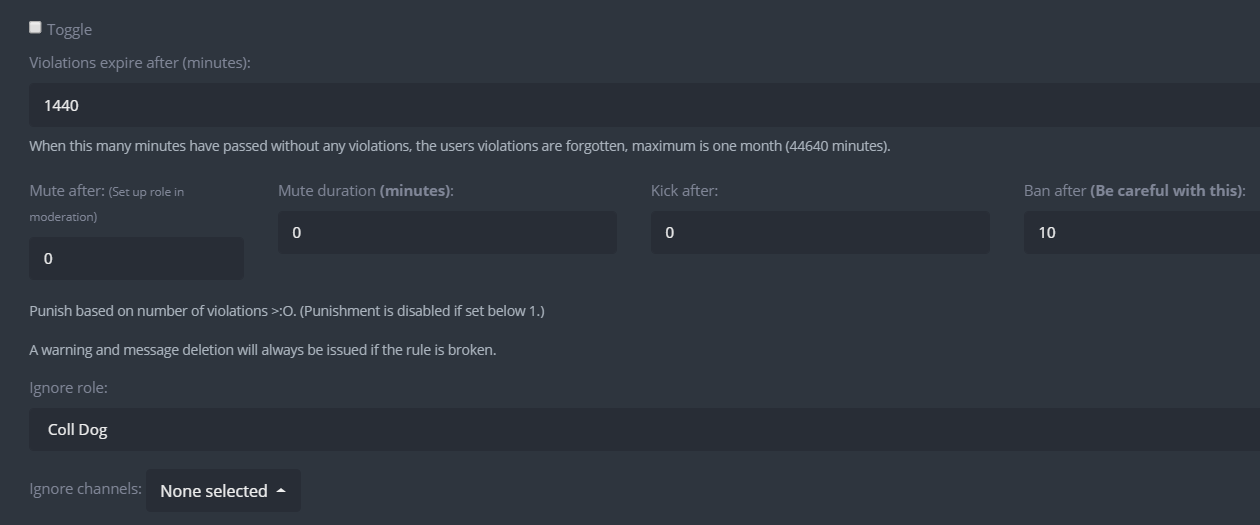 Toggle
Violations expire after (minutes):
1440
When this many minutes have passed without any violations, the users violations are forgotten, maximum is one month (44640 minutes).
Mute after: (Set up role in
moderation)
0
Mute duration (minutes):
0
Kick after:
0
Ban after (Be careful with this):
10
Punish based on number of violations >:O. (Punishment is disabled if set below 1.)
A warning and message deletion will always be issued if the rule is broken.
Ignore role:
Coll Dog
Ignore channels: None selected